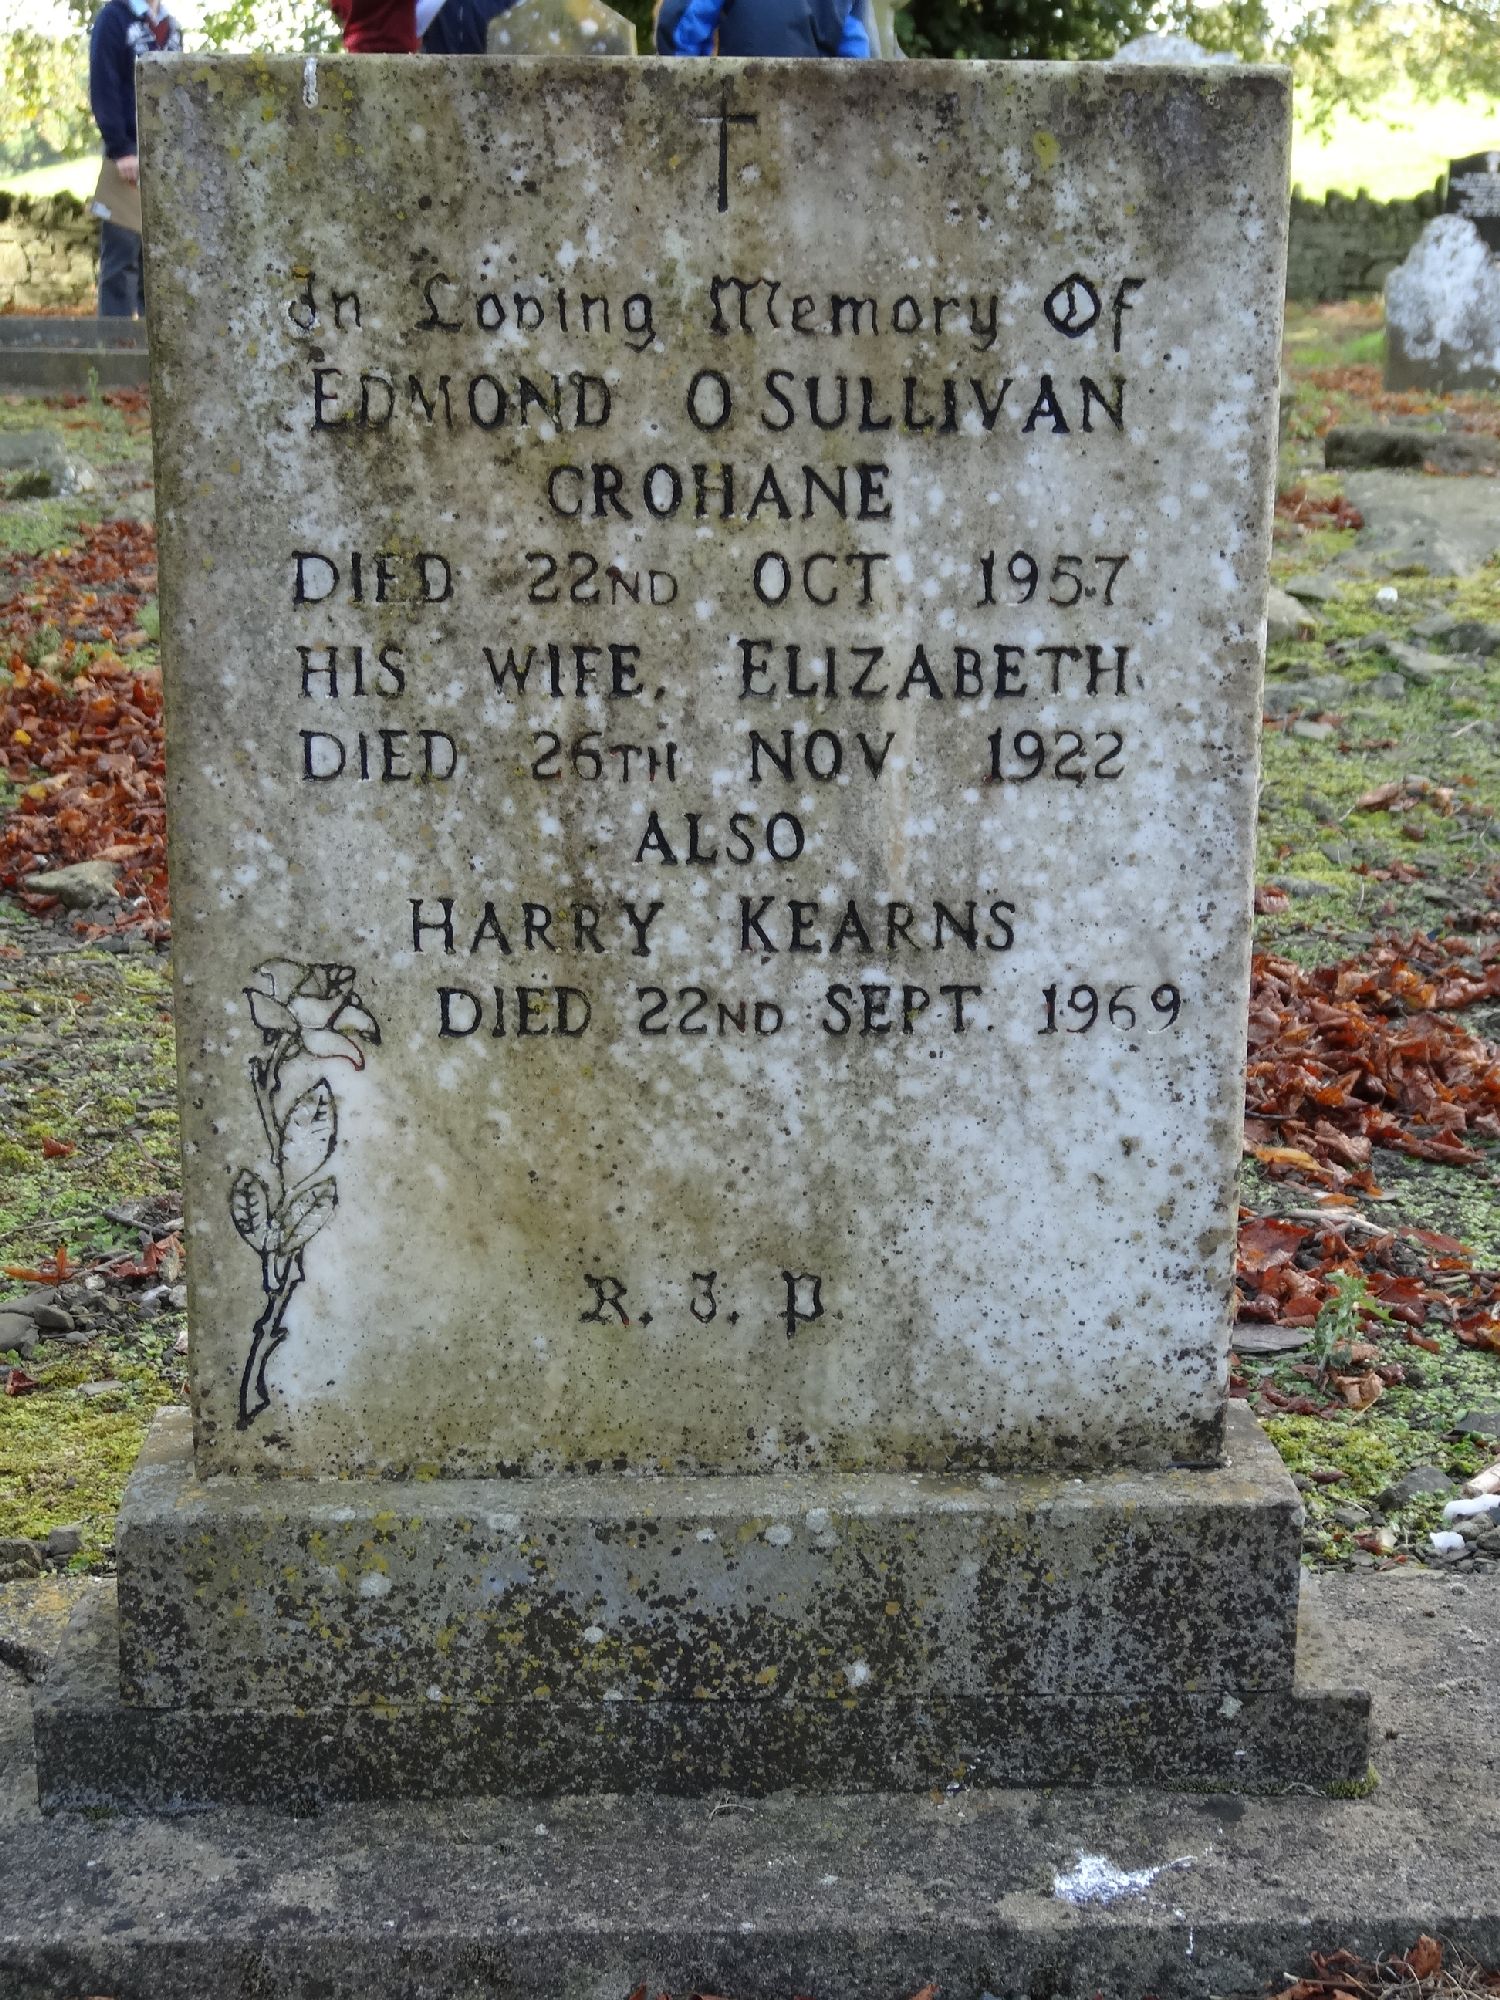 In Loving Memory Of
EDMOND O SULLIVAN
CROHANE
DIED 22ND OCT 1957
HIS WIFE, ELIZABETH
DIED 26TH NOV 1922
ALSO
HARRY KEARNS
DIED 22ND SEPT. 1969
R. I. P.